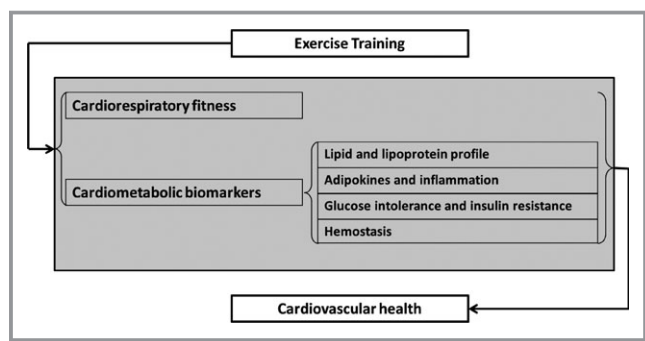 Exercise Training
Cardiorespiratory fitness
Cardiometabolic biomarkers
Lipid and lipoprotein profile
Adipokines and inflammation
Glucose intolerance and insulin resistance
Hemostasis
Cardiovascular health